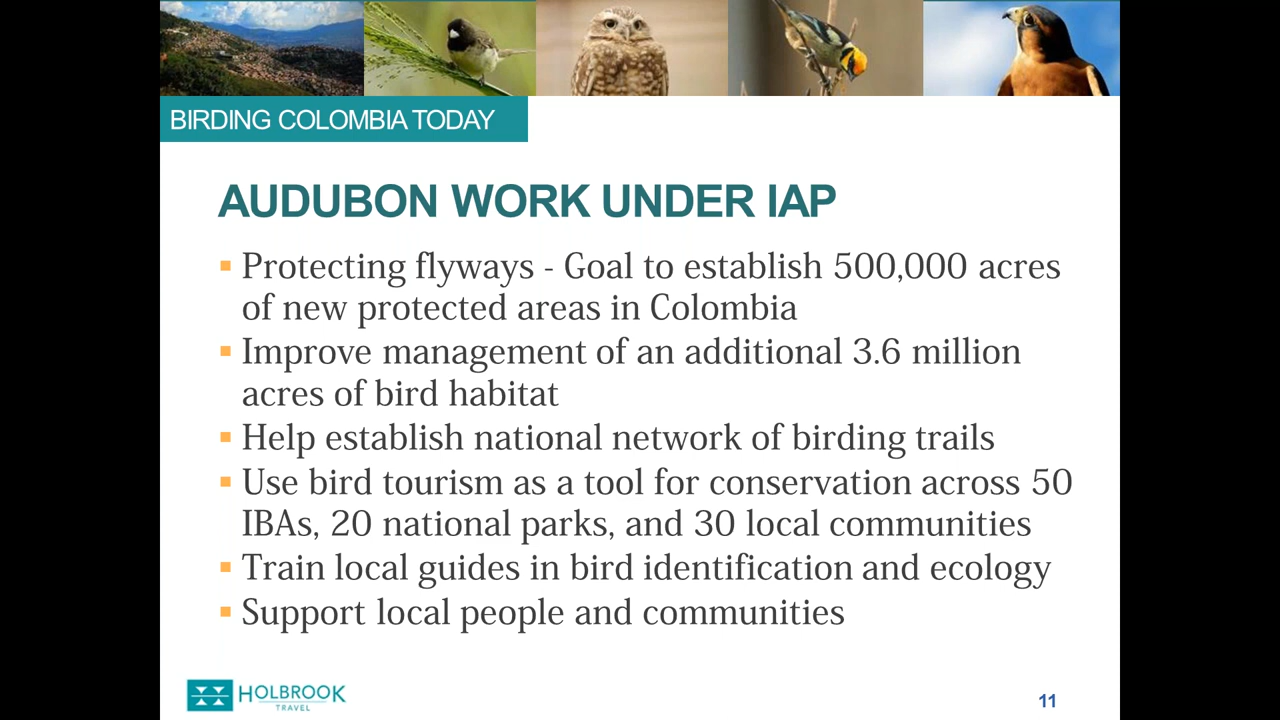 BIRDING COLOMBIA TODAY
AUDUBON WORK UNDER IAP
▪ Protecting flyways - Goal to establish 500,000 acres
of new protected areas in Colombia
▪ Improve management of an additional 3.6 million
acres of bird habitat
▪ Help establish national network of birding trails
▪ Use bird tourism as a tool for conservation across 50
IBAs, 20 national parks, and 30 local communities
▪ Train local guides in bird identification and ecology
▪ Support local people and communities
HOLBROOK
TRAVEL
11